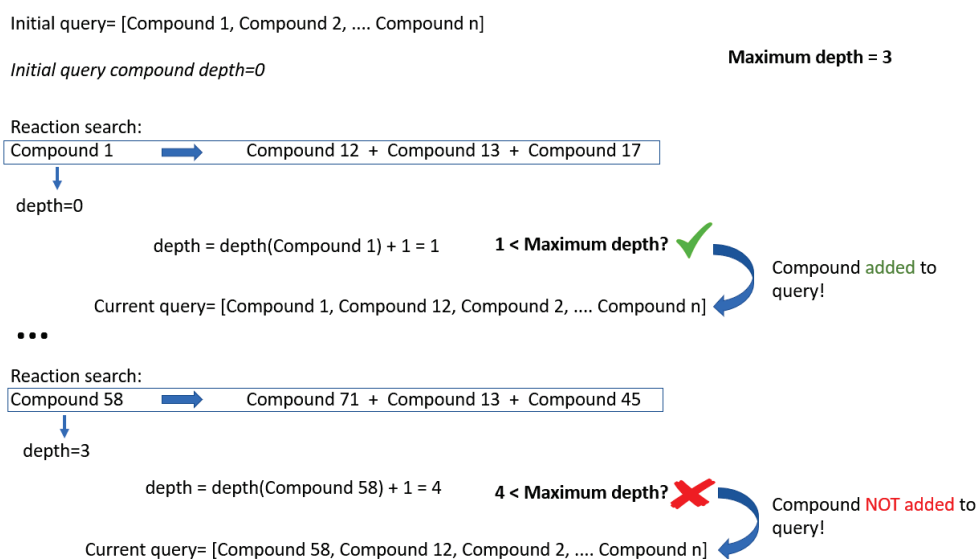 Initial query= [Compound 1, Compound 2, .... Compound n]
Initial query compound depth=0
Maximum depth = 3
Reaction search:
Compound 1 Compound 12 + Compound 13 + Compound 17
depth=0
depth = depth(Compound 1) + 1 = 1 1 < Maximum depth?
Compound added to
query!
Current query= [Compound 1, Compound 12, Compound 2, .... Compound n]
...
Reaction search:
Compound 58 Compound 71 + Compound 13 + Compound 45
depth=3
depth = depth(Compound 58) + 1 = 4 4 < Maximum depth?
Compound NOT added to
query!
Current query= [Compound 58, Compound 12, Compound 2, .... Compound n]